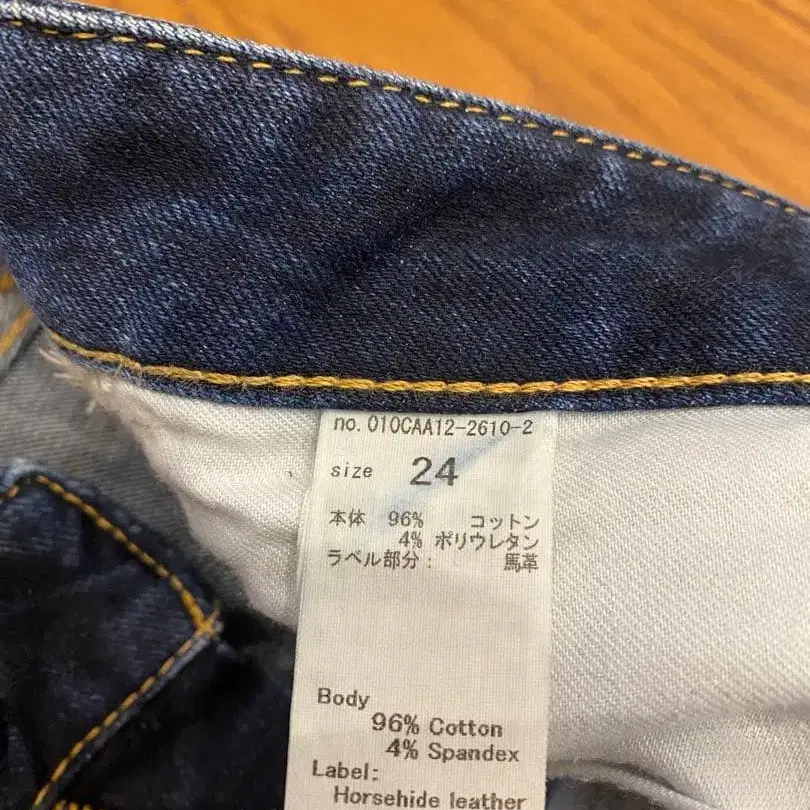 no. 010CAA12-2610-2
size 24
本体 96% コットン
4% ポリウレタン
ラベル部分: 馬革
Body
96% Cotton
4% Spandex
Label:
Horsehide leather